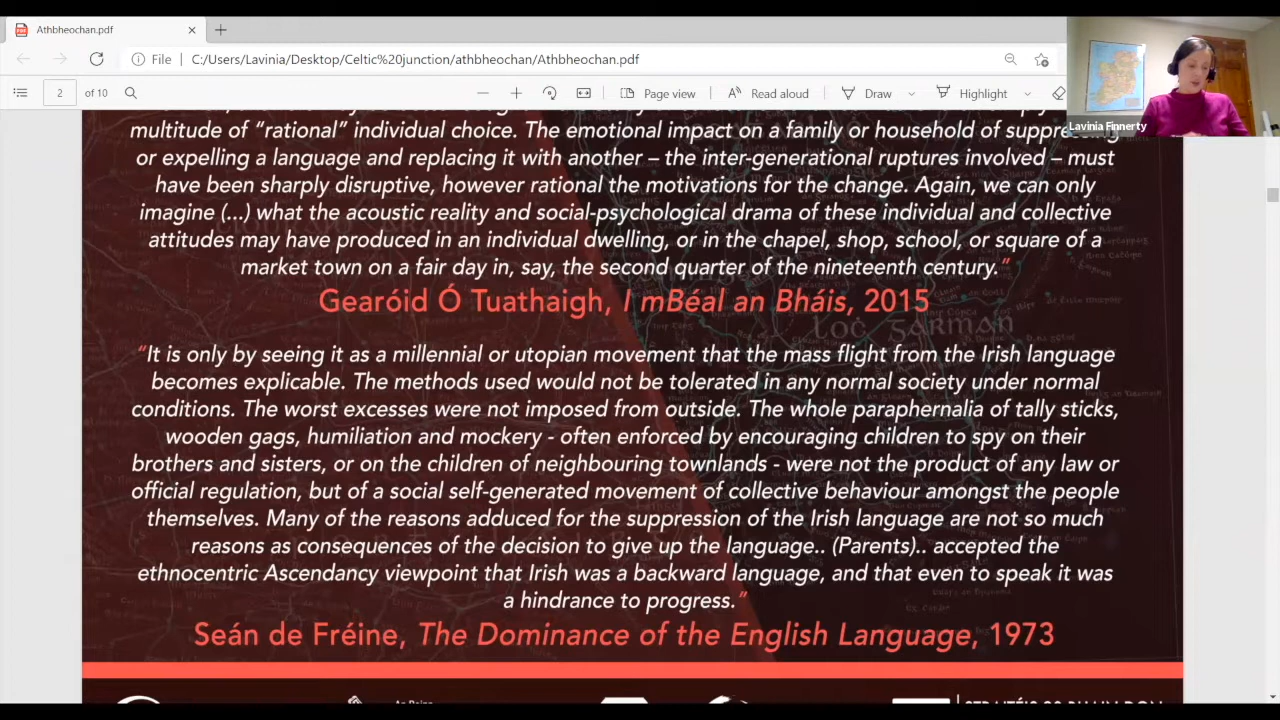 Athbheochan.pdf
File
C:/Users/Lavinia/Desktop/Celtic%20junction/athbheochan/Athbheochan.pdf
2 of 10
Page view
Read aloud
Draw
Highlight
Lavinia Finnerty
multitude of “rational” individual choice. The emotional impact on a family or household of suppressing
or expelling a language and replacing it with another – the inter-generational ruptures involved – must
have been sharply disruptive, however rational the motivations for the change. Again, we can only
imagine (...) what the acoustic reality and social-psychological drama of these individual and collective
attitudes may have produced in an individual dwelling, or in the chapel, shop, school, or square of a
market town on a fair day in, say, the second quarter of the nineteenth century.”
Gearóid Ó Tuathaigh, I mBéal an Bháis, 2015
“It is only by seeing it as a millennial or utopian movement that the mass flight from the Irish language
becomes explicable. The methods used would not be tolerated in any normal society under normal
conditions. The worst excesses were not imposed from outside. The whole paraphernalia of tally sticks,
wooden gags, humiliation and mockery - often enforced by encouraging children to spy on their
brothers and sisters, or on the children of neighbouring townlands - were not the product of any law or
official regulation, but of a social self-generated movement of collective behaviour amongst the people
themselves. Many of the reasons adduced for the suppression of the Irish language are not so much
reasons as consequences of the decision to give up the language.. (Parents).. accepted the
ethnocentric Ascendancy viewpoint that Irish was a backward language, and that even to speak it was
a hindrance to progress.”
Seán de Fréine, The Dominance of the English Language, 1973